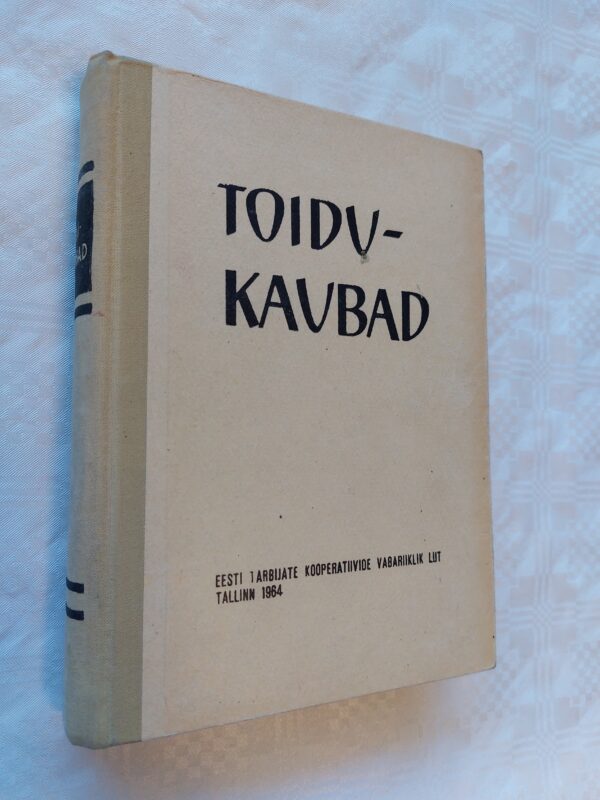 TOIDU-
KAUBAD
EESTI TARBIJATE KOOPERATIIVIDE VABARIIKLIK LIIT
TALLINN 1964